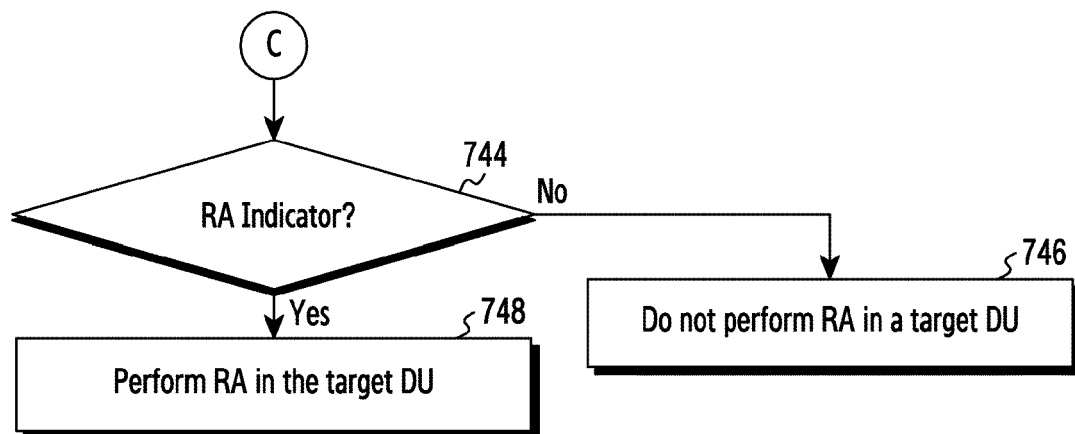 C
744
RA Indicator?
No
746
Do not perform RA in a target DU
Yes
748
Perform RA in the target DU